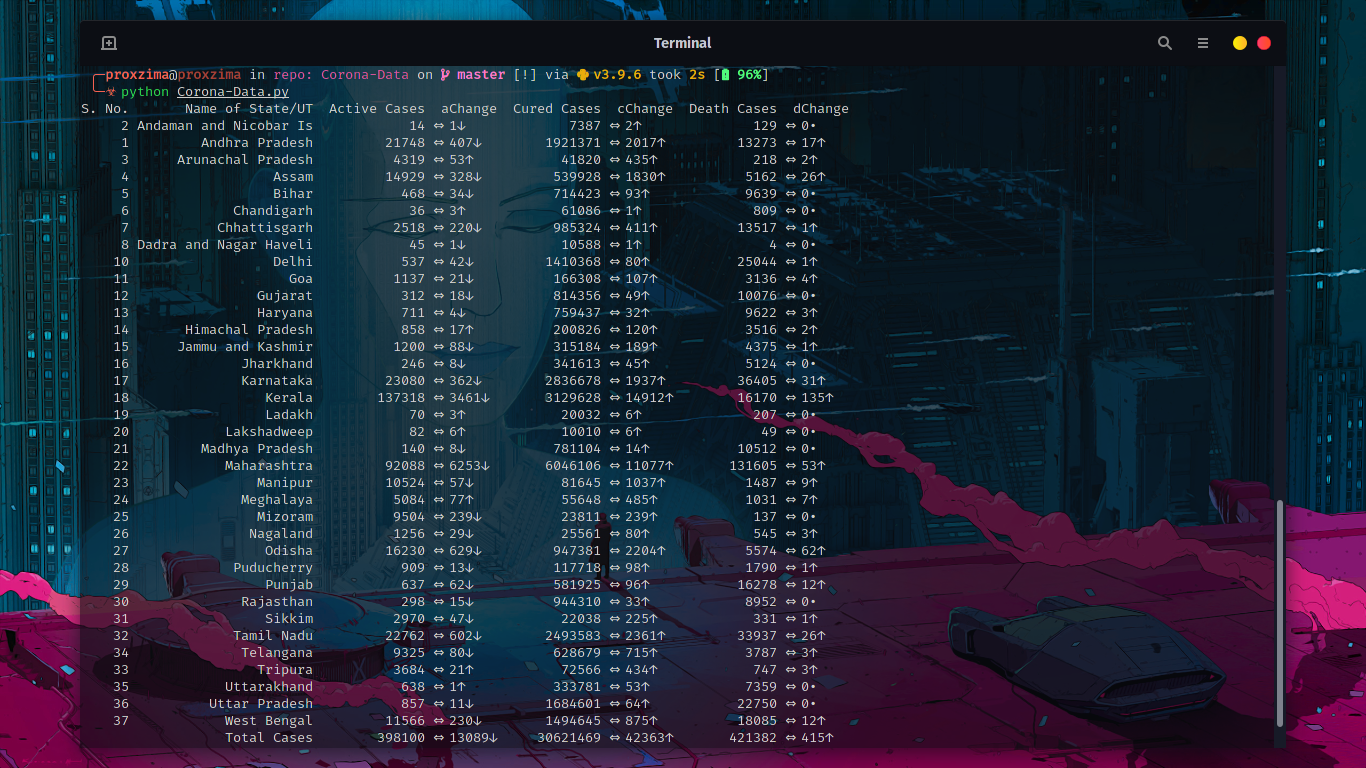 Terminal
proxzima@proxzima in repo: Corona-Data on master [!] via v3.9.6 took 2s [96%]
python Corona-Data.py
S. No. Name of State/UT Active Cases aChange Cured Cases cChange Death Cases dChange
2 Andaman and Nicobar Is 14 ⇔ 1↓ 7387 ⇔ 2↑ 129 ⇔ 0•
1 Andhra Pradesh 21748 ⇔ 407↓ 1921371 ⇔ 2017↑ 13273 ⇔ 17↑
3 Arunachal Pradesh 4319 ⇔ 53↑ 41820 ⇔ 435↑ 218 ⇔ 2↑
4 Assam 14929 ⇔ 328↓ 539928 ⇔ 1830↑ 5162 ⇔ 26↑
5 Bihar 468 ⇔ 34↓ 714423 ⇔ 93↑ 9639 ⇔ 0•
6 Chandigarh 36 ⇔ 3↑ 61086 ⇔ 1↑ 809 ⇔ 0•
7 Chhattisgarh 2518 ⇔ 220↓ 985324 ⇔ 411↑ 13517 ⇔ 1↑
8 Dadra and Nagar Haveli 45 ⇔ 1↓ 10588 ⇔ 1↑ 4 ⇔ 0•
10 Delhi 537 ⇔ 42↓ 1410368 ⇔ 80↑ 25044 ⇔ 1↑
11 Goa 1137 ⇔ 21↓ 166308 ⇔ 107↑ 3136 ⇔ 4↑
12 Gujarat 312 ⇔ 18↓ 814356 ⇔ 49↑ 10076 ⇔ 0•
13 Haryana 711 ⇔ 4↓ 759437 ⇔ 32↑ 9622 ⇔ 3↑
14 Himachal Pradesh 858 ⇔ 17↑ 200826 ⇔ 120↑ 3516 ⇔ 2↑
15 Jammu and Kashmir 1200 ⇔ 88↓ 315184 ⇔ 189↑ 4375 ⇔ 1↑
16 Jharkhand 246 ⇔ 8↓ 341613 ⇔ 45↑ 5124 ⇔ 0•
17 Karnataka 23080 ⇔ 362↓ 2836678 ⇔ 1937↑ 36405 ⇔ 31↑
18 Kerala 137318 ⇔ 3461↓ 3129628 ⇔ 14912↑ 16170 ⇔ 135↑
19 Ladakh 70 ⇔ 3↑ 20032 ⇔ 6↑ 207 ⇔ 0•
20 Lakshadweep 82 ⇔ 6↑ 10010 ⇔ 6↑ 49 ⇔ 0•
21 Madhya Pradesh 140 ⇔ 8↓ 781104 ⇔ 14↑ 10512 ⇔ 0•
22 Maharashtra 92088 ⇔ 6253↓ 6046106 ⇔ 11077↑ 131605 ⇔ 53↑
23 Manipur 10524 ⇔ 57↓ 81645 ⇔ 1037↑ 1487 ⇔ 9↑
24 Meghalaya 5084 ⇔ 77↑ 55648 ⇔ 485↑ 1031 ⇔ 7↑
25 Mizoram 9504 ⇔ 239↓ 23811 ⇔ 239↑ 137 ⇔ 0•
26 Nagaland 1256 ⇔ 29↓ 25561 ⇔ 80↑ 545 ⇔ 3↑
27 Odisha 16230 ⇔ 629↓ 947381 ⇔ 2204↑ 5574 ⇔ 62↑
28 Puducherry 909 ⇔ 13↓ 117718 ⇔ 98↑ 1790 ⇔ 1↑
29 Punjab 637 ⇔ 62↓ 581925 ⇔ 96↑ 16278 ⇔ 12↑
30 Rajasthan 298 ⇔ 15↓ 944310 ⇔ 33↑ 8952 ⇔ 0•
31 Sikkim 2970 ⇔ 47↓ 22038 ⇔ 225↑ 331 ⇔ 1↑
32 Tamil Nadu 22762 ⇔ 602↓ 2493583 ⇔ 2361↑ 33937 ⇔ 26↑
34 Telangana 9325 ⇔ 80↓ 628679 ⇔ 715↑ 3787 ⇔ 3↑
33 Tripura 3684 ⇔ 21↑ 72566 ⇔ 434↑ 747 ⇔ 3↑
35 Uttarakhand 638 ⇔ 1↑ 333781 ⇔ 53↑ 7359 ⇔ 0•
36 Uttar Pradesh 857 ⇔ 11↓ 1684601 ⇔ 64↑ 22750 ⇔ 0•
37 West Bengal 11566 ⇔ 230↓ 1494645 ⇔ 875↑ 18085 ⇔ 12↑
Total Cases 398100 ⇔ 13089↓ 30621469 ⇔ 42363↑ 421382 ⇔ 415↑